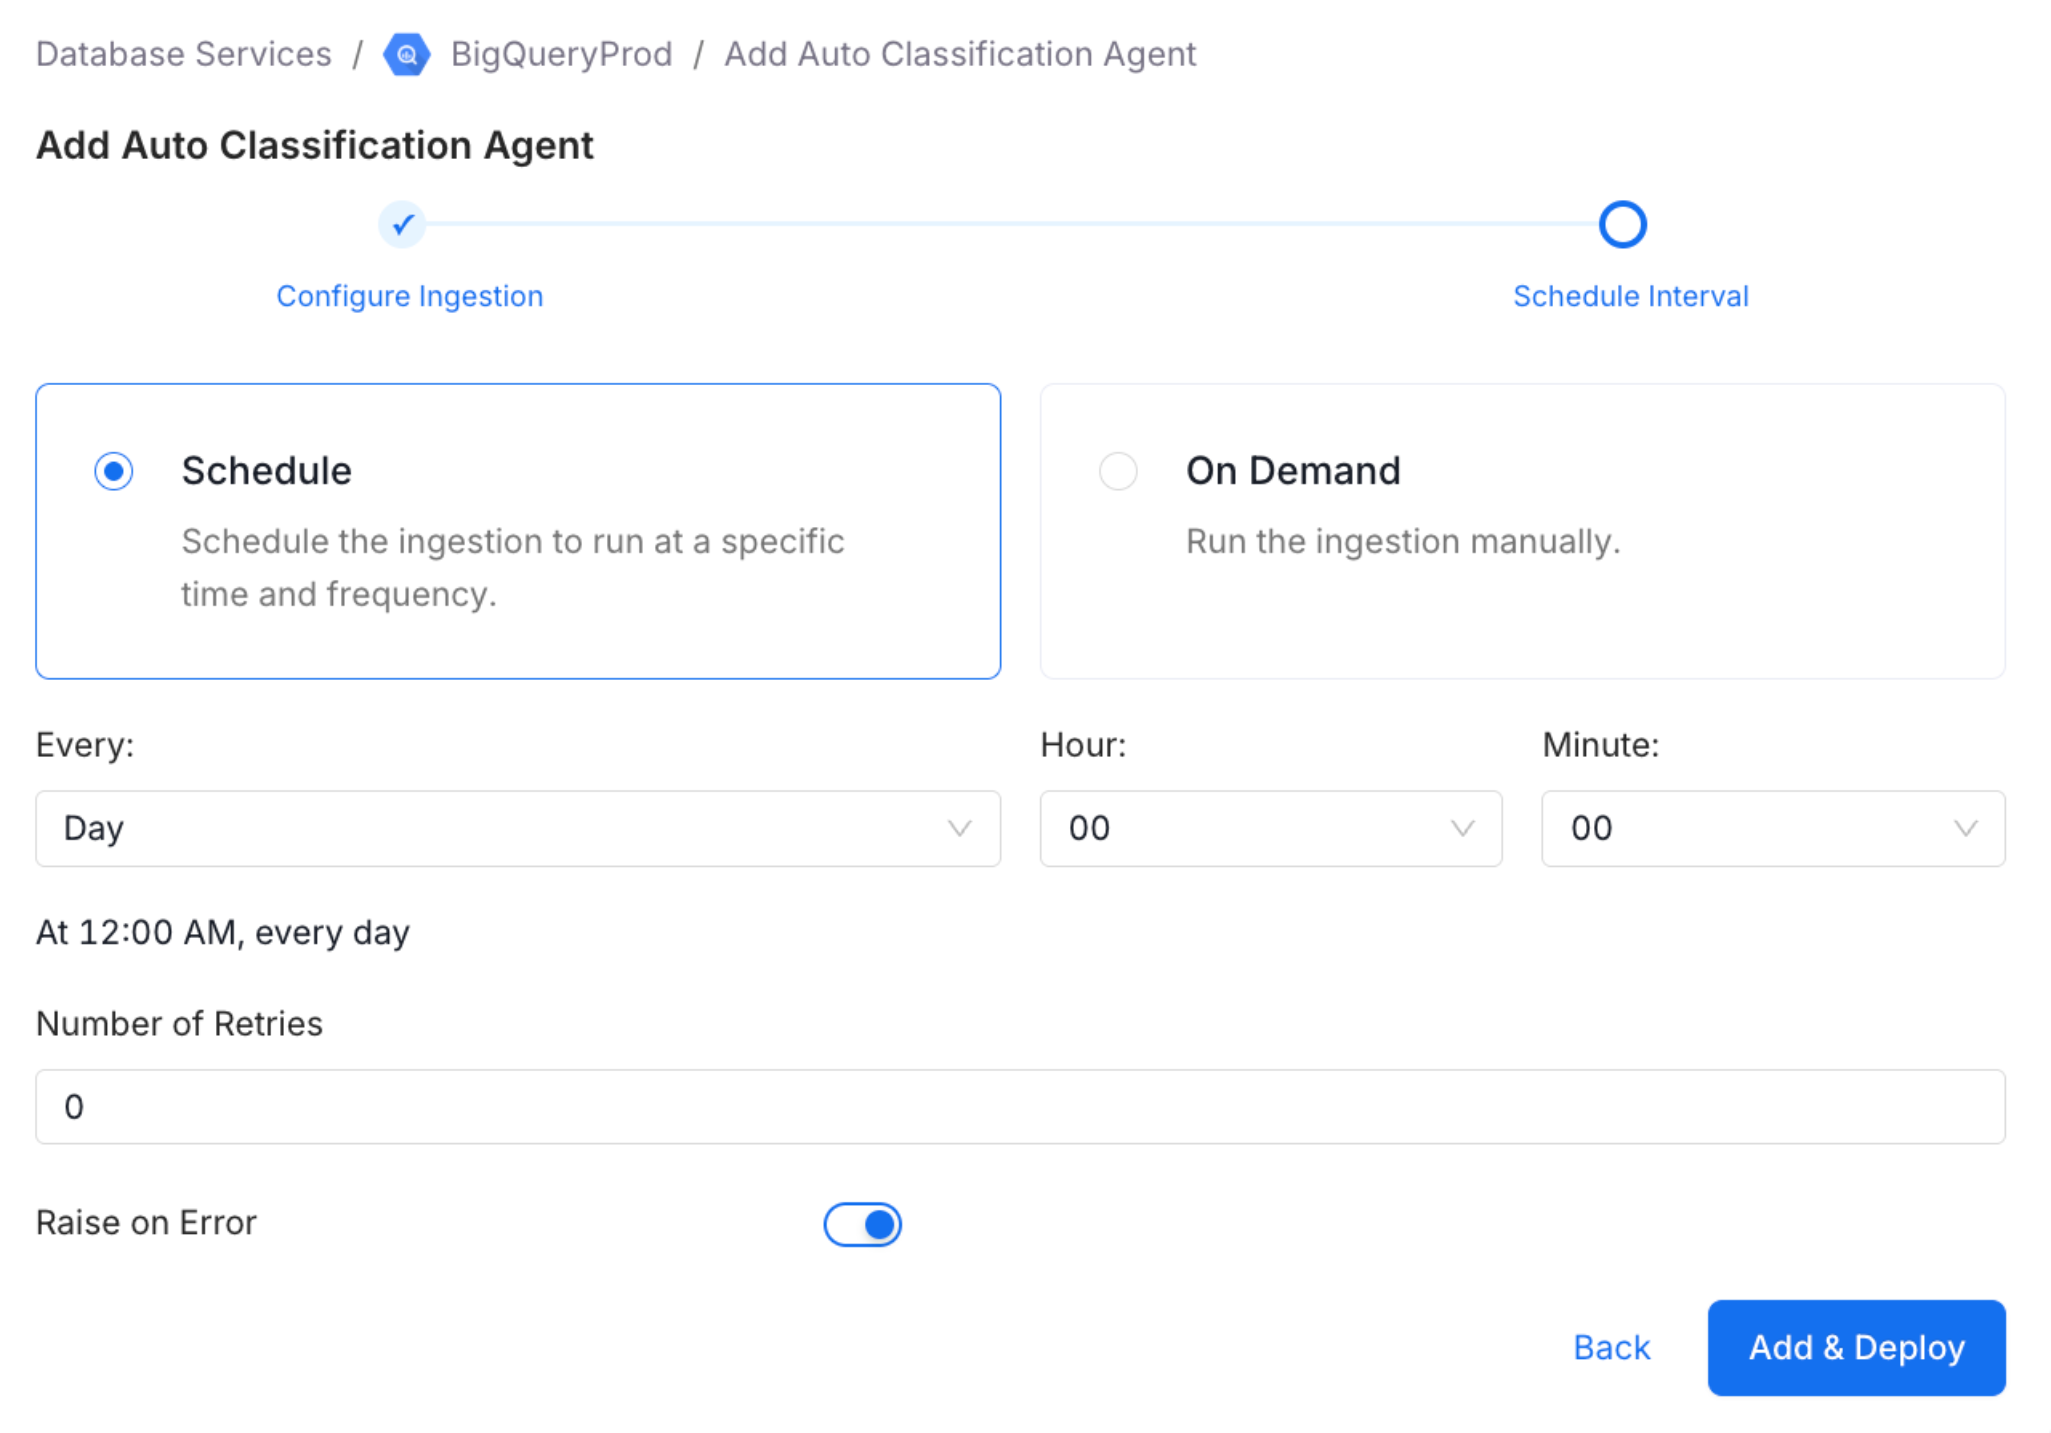 Database Services / BigQueryProd / Add Auto Classification Agent
Add Auto Classification Agent
Configure Ingestion
Schedule Interval
Schedule
Schedule the ingestion to run at a specific
time and frequency.
On Demand
Run the ingestion manually.
Every:
Day
Hour:
00
Minute:
00
At 12:00 AM, every day
Number of Retries
0
Raise on Error
Back
Add & Deploy